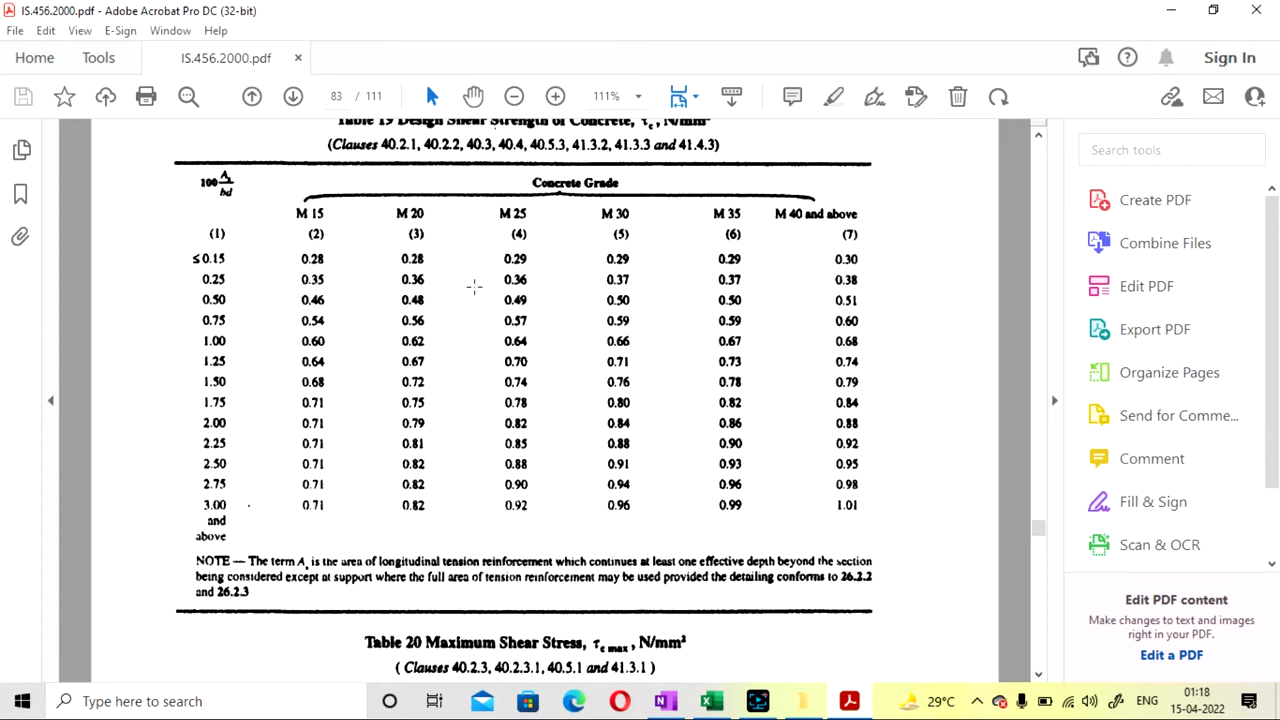 IS.456.2000.pdf - Adobe Acrobat Pro DC (32-bit)
File Edit View E-Sign Window Help
Home Tools IS.456.2000.pdf × Sign In
83 / 111 111%
Table 19 Design Shear Strength of Concrete, τc, N/mm²
(Clauses 40.2.1, 40.2.2, 40.3, 40.4, 40.5.3, 41.3.2, 41.3.3 and 41.4.3)
100 As/bd Concrete Grade
M 15 M 20 M 25 M 30 M 35 M 40 and above
(1) (2) (3) (4) (5) (6) (7)
≤ 0.15 0.28 0.28 0.29 0.29 0.29 0.30
0.25 0.35 0.36 0.36 0.37 0.37 0.38
0.50 0.46 0.48 0.49 0.50 0.50 0.51
0.75 0.54 0.56 0.57 0.59 0.59 0.60
1.00 0.60 0.62 0.64 0.66 0.67 0.68
1.25 0.64 0.67 0.70 0.71 0.73 0.74
1.50 0.68 0.72 0.74 0.76 0.78 0.79
1.75 0.71 0.75 0.78 0.80 0.82 0.84
2.00 0.71 0.79 0.82 0.84 0.86 0.88
2.25 0.71 0.81 0.85 0.88 0.90 0.92
2.50 0.71 0.82 0.88 0.91 0.93 0.95
2.75 0.71 0.82 0.90 0.94 0.96 0.98
3.00 0.71 0.82 0.92 0.96 0.99 1.01
and
above
NOTE — The term As is the area of longitudinal tension reinforcement which continues at least one effective depth beyond the section
being considered except at support where the full area of tension reinforcement may be used provided the detailing conforms to 26.2.2
and 26.2.3
Table 20 Maximum Shear Stress, τc max, N/mm²
( Clauses 40.2.3, 40.2.3.1, 40.5.1 and 41.3.1 )
Search tools
Create PDF
Combine Files
Edit PDF
Export PDF
Organize Pages
Send for Comme...
Comment
Fill & Sign
Scan & OCR
Edit PDF content
Make changes to text and images
right in your PDF.
Edit a PDF
Type here to search
29°C ENG 01:18
15-04-2022